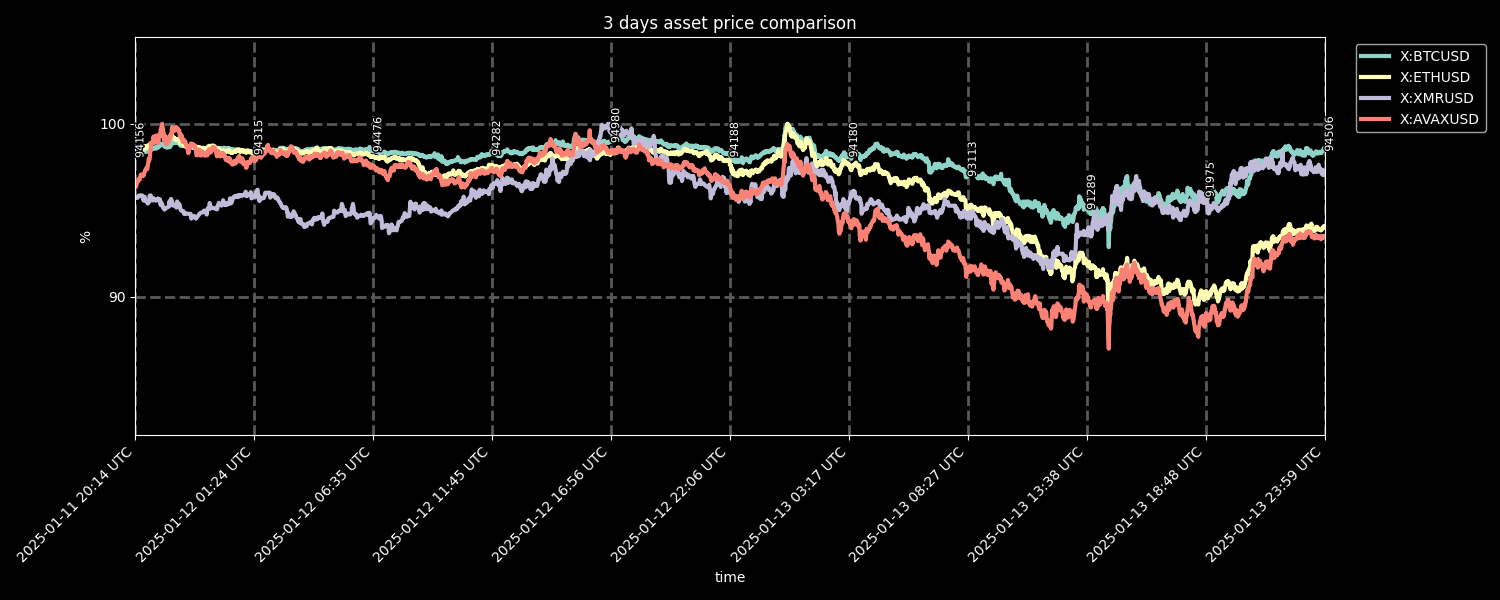 3 days asset price comparison
X:BTCUSD
X:ETHUSD
X:XMRUSD
X:AVAXUSD
100
90
%
94156
94315
94476
94282
94980
94188
94180
93113
91289
91975
94506
2025-01-11 20:14 UTC
2025-01-12 01:24 UTC
2025-01-12 06:35 UTC
2025-01-12 11:45 UTC
2025-01-12 16:56 UTC
2025-01-12 22:06 UTC
2025-01-13 03:17 UTC
2025-01-13 08:27 UTC
2025-01-13 13:38 UTC
2025-01-13 18:48 UTC
2025-01-13 23:59 UTC
time